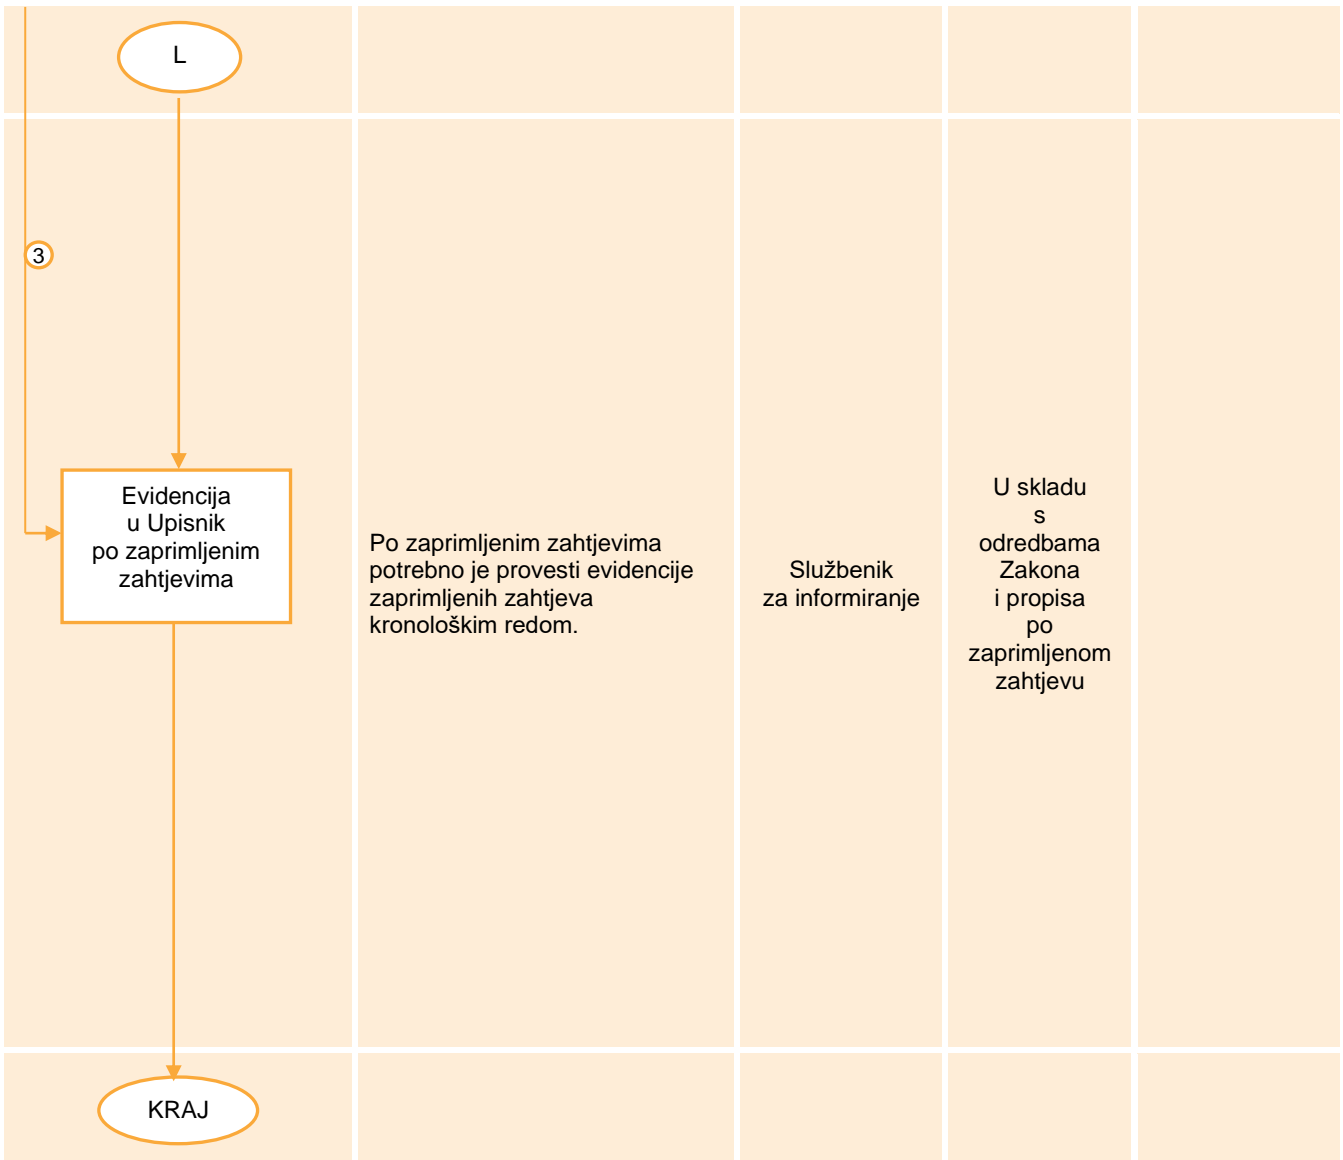 L
3
Evidencija
u Upisnik
po zaprimljenim
zahtjevima
Po zaprimljenim zahtjevima
potrebno je provesti evidencije
zaprimljenih zahtjeva
kronološkim redom.
Službenik
za informiranje
U skladu
s
odredbama
Zakona
i propisa
po
zaprimljenom
zahtjevu
KRAJ